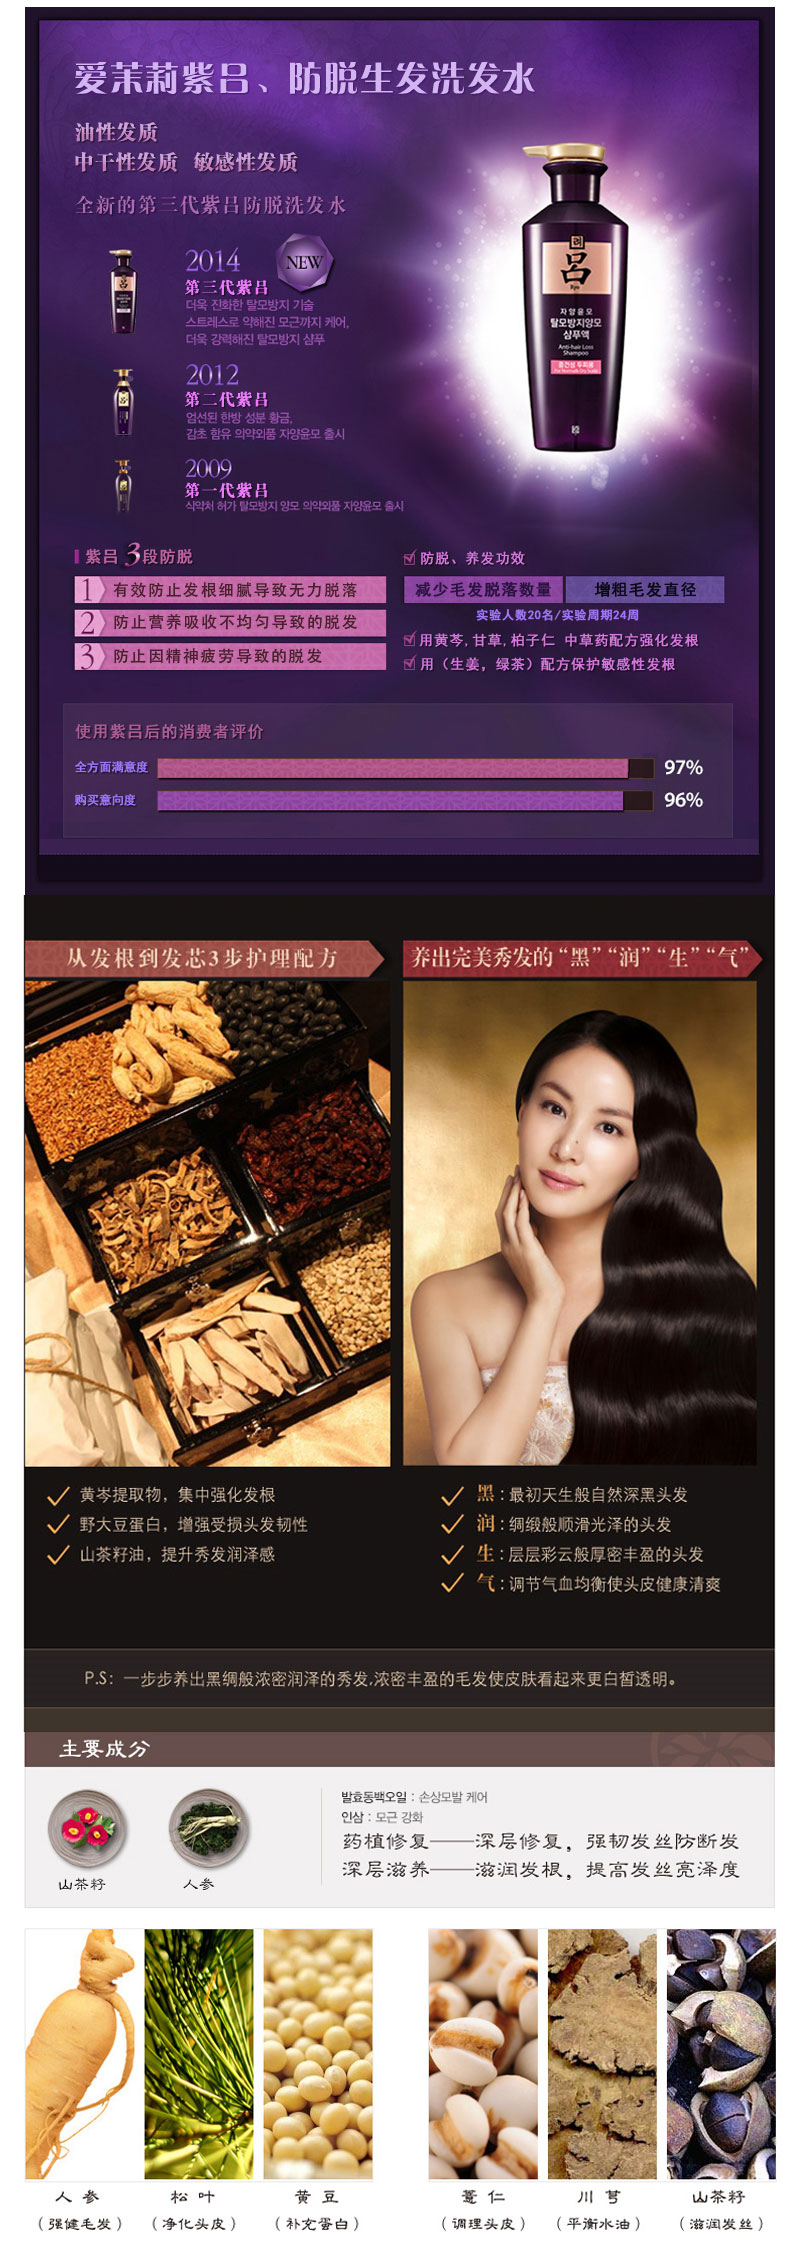 爱茉莉紫吕、防脱生发洗发水
油性发质
中干性发质 敏感性发质
全新的第三代紫吕防脱洗发水
2014
NEW
第三代紫吕
더욱 진화한 탈모방지 기술
스트레스로 약해진 모근까지 케어,
더욱 강력해진 탈모방지 샴푸
2012
第二代紫吕
엄선된 한방 성분 황금,
감초 함유 의약외품 자양윤모 출시
2009
第一代紫吕
식약처 허가 탈모방지 양모 의약외품 자양윤모 출시
려
呂
Ryo
자양윤모
탈모방지양모
샴푸액
Anti-hair Loss
Shampoo
중건성 두피용
紫吕3段防脱
1 有效防止发根细腻导致无力脱落
2 防止营养吸收不均匀导致的脱发
3 防止因精神疲劳导致的脱发
防脱、养发功效
减少毛发脱落数量 增粗毛发直径
实验人数20名/实验周期24周
用黄芩,甘草,柏子仁 中草药配方强化发根
用（生姜，绿茶）配方保护敏感性发根
使用紫吕后的消费者评价
全方面满意度 97%
购买意向度 96%
从发根到发芯3步护理配方
养出完美秀发的“黑”“润”“生”“气”
黄岑提取物，集中强化发根
野大豆蛋白，增强受损头发韧性
山茶籽油，提升秀发润泽感
黑：最初天生般自然深黑头发
润：绸缎般顺滑光泽的头发
生：层层彩云般厚密丰盈的头发
气：调节气血均衡使头皮健康清爽
P.S：一步步养出黑绸般浓密润泽的秀发,浓密丰盈的毛发使皮肤看起来更白皙透明。
主要成分
山茶籽
人参
발효동백오일 : 손상모발 케어
인삼 : 모근 강화
药植修复——深层修复，强韧发丝防断发
深层滋养——滋润发根，提高发丝亮泽度
人参 松叶 黄豆 薏仁 川芎 山茶籽
（强健毛发） （净化头皮） （补充蛋白） （调理头皮） （平衡水油） （滋润发丝）